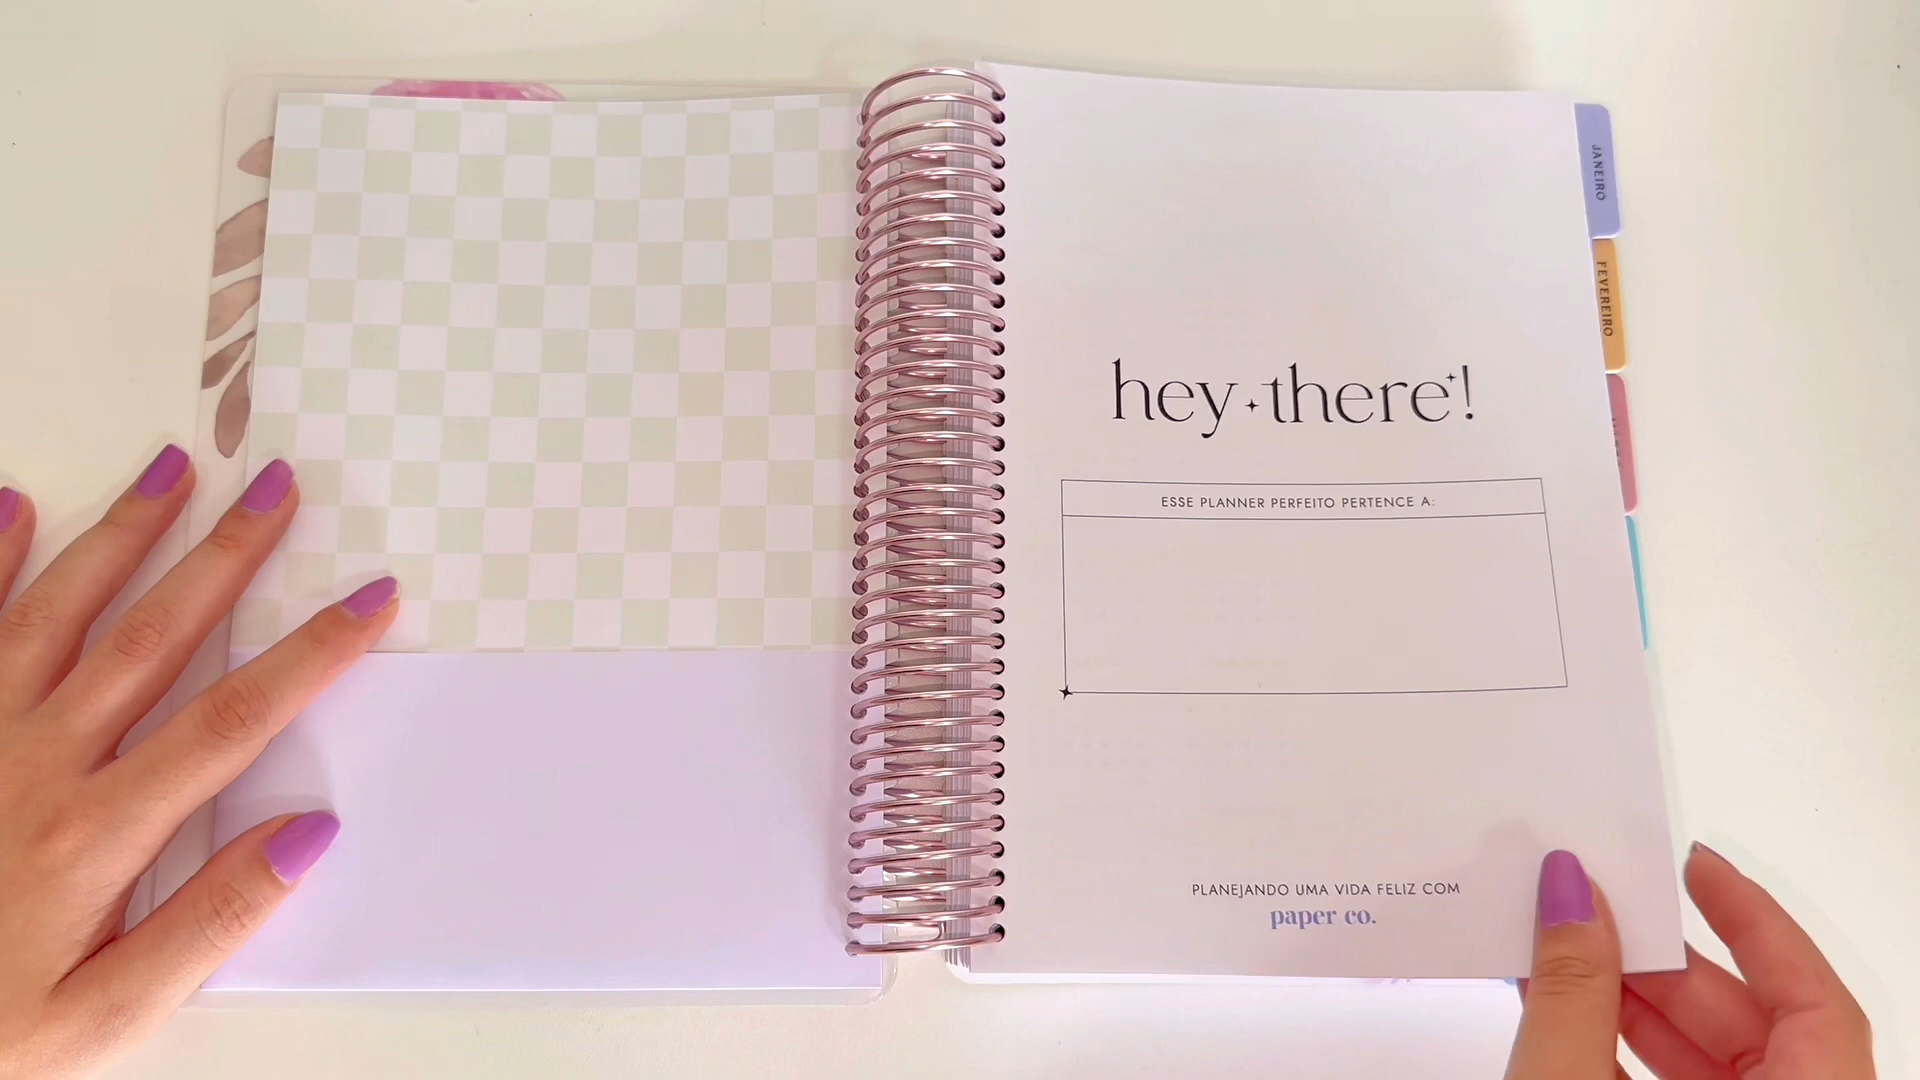 hey there!
ESSE PLANNER PERFEITO PERTENCE A:
PLANEJANDO UMA VIDA FELIZ COM
paper co.
JANEIRO
FEVEREIRO